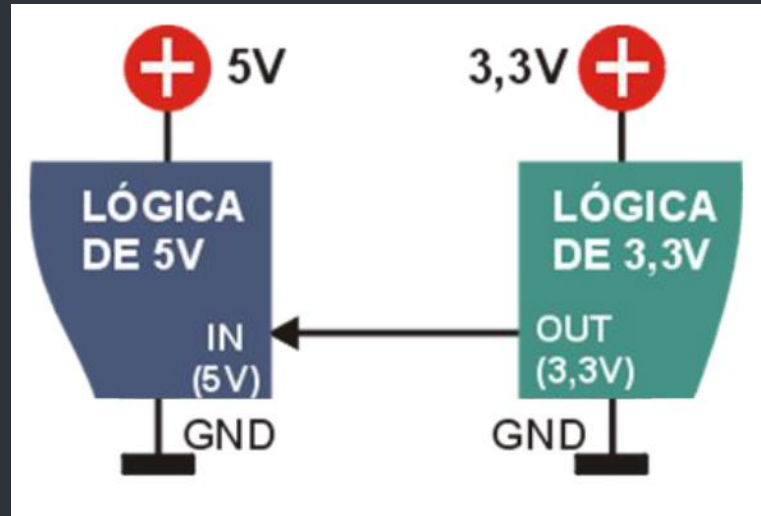 5V
3,3V
LÓGICA
DE 5V
IN
(5V)
GND
LÓGICA
DE 3,3V
OUT
(3,3V)
GND